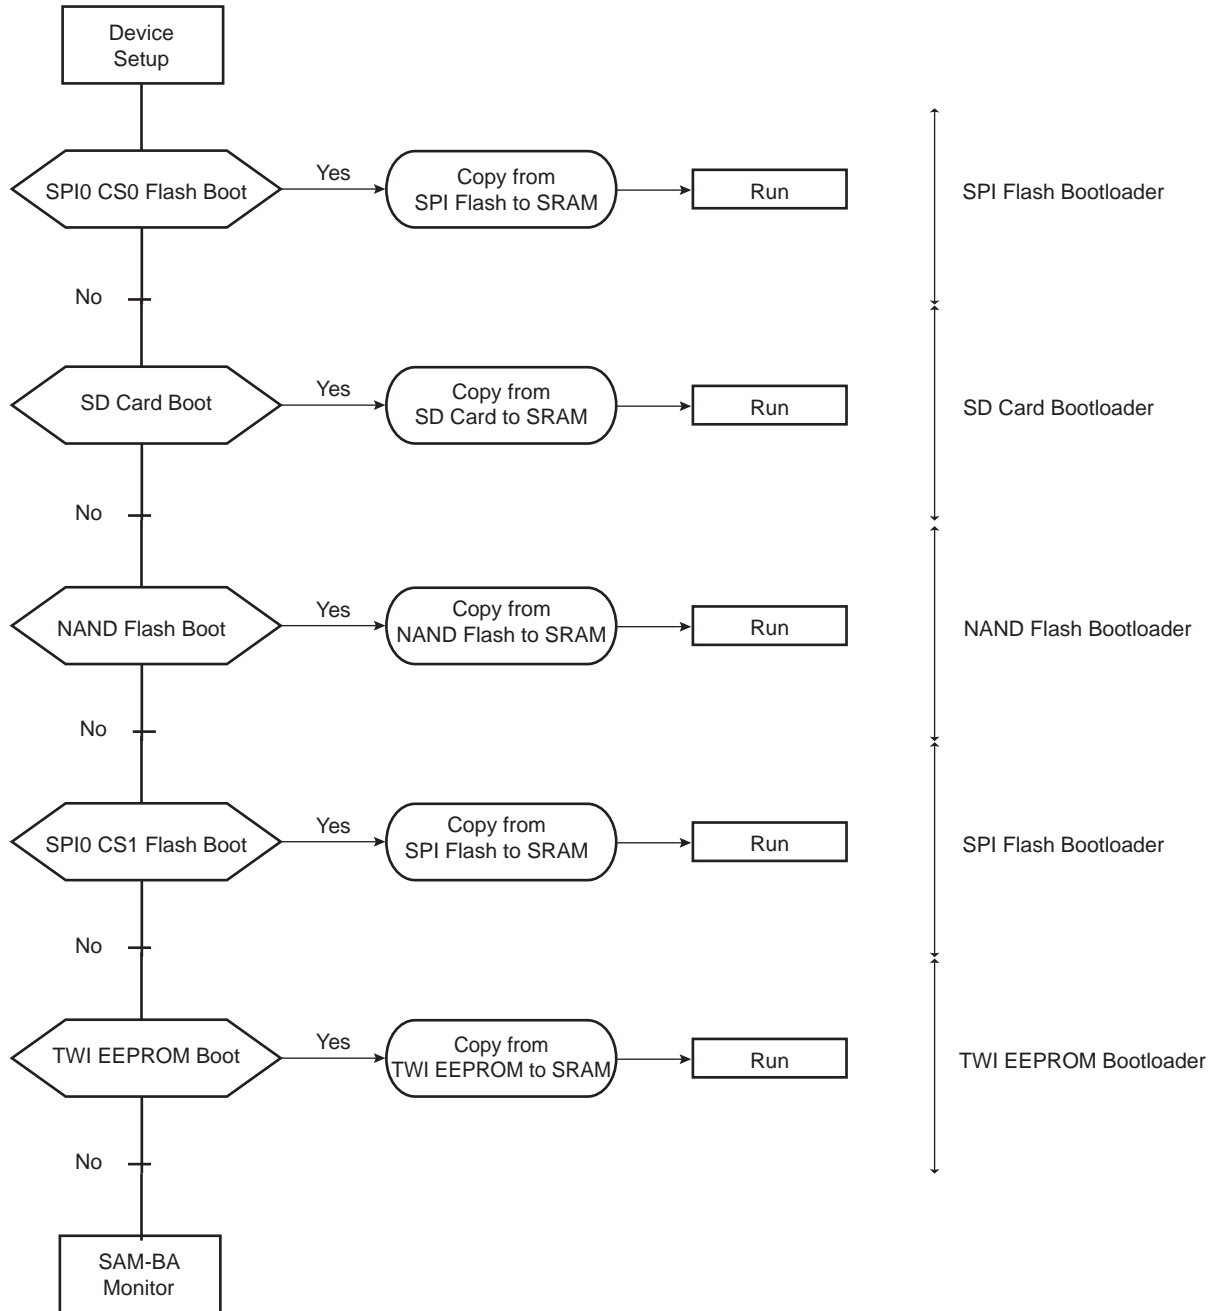 Device
Setup
SPI0 CS0 Flash Boot
Yes
Copy from
SPI Flash to SRAM
Run
SPI Flash Bootloader
No
SD Card Boot
Yes
Copy from
SD Card to SRAM
Run
SD Card Bootloader
No
NAND Flash Boot
Yes
Copy from
NAND Flash to SRAM
Run
NAND Flash Bootloader
No
SPI0 CS1 Flash Boot
Yes
Copy from
SPI Flash to SRAM
Run
SPI Flash Bootloader
No
TWI EEPROM Boot
Yes
Copy from
TWI EEPROM to SRAM
Run
TWI EEPROM Bootloader
No
SAM-BA
Monitor